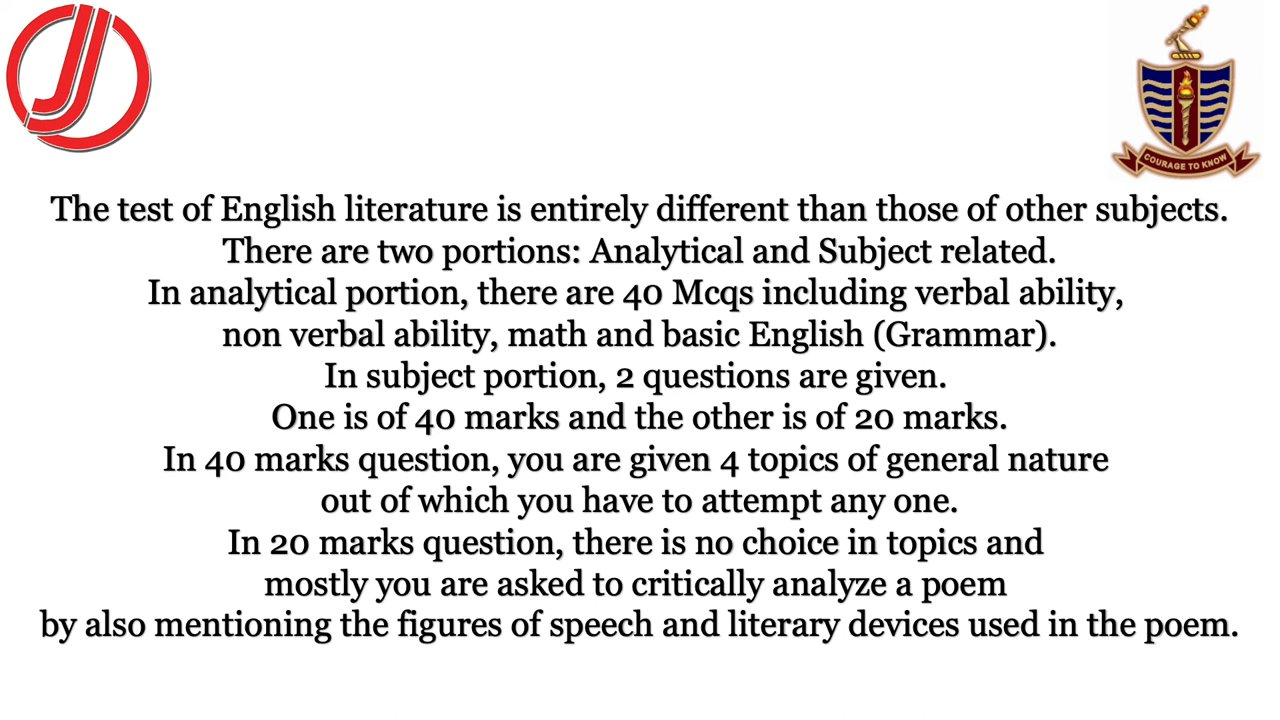 COURAGE TO KNOW
The test of English literature is entirely different than those of other subjects.
There are two portions: Analytical and Subject related.
In analytical portion, there are 40 Mcqs including verbal ability,
non verbal ability, math and basic English (Grammar).
In subject portion, 2 questions are given.
One is of 40 marks and the other is of 20 marks.
In 40 marks question, you are given 4 topics of general nature
out of which you have to attempt any one.
In 20 marks question, there is no choice in topics and
mostly you are asked to critically analyze a poem
by also mentioning the figures of speech and literary devices used in the poem.